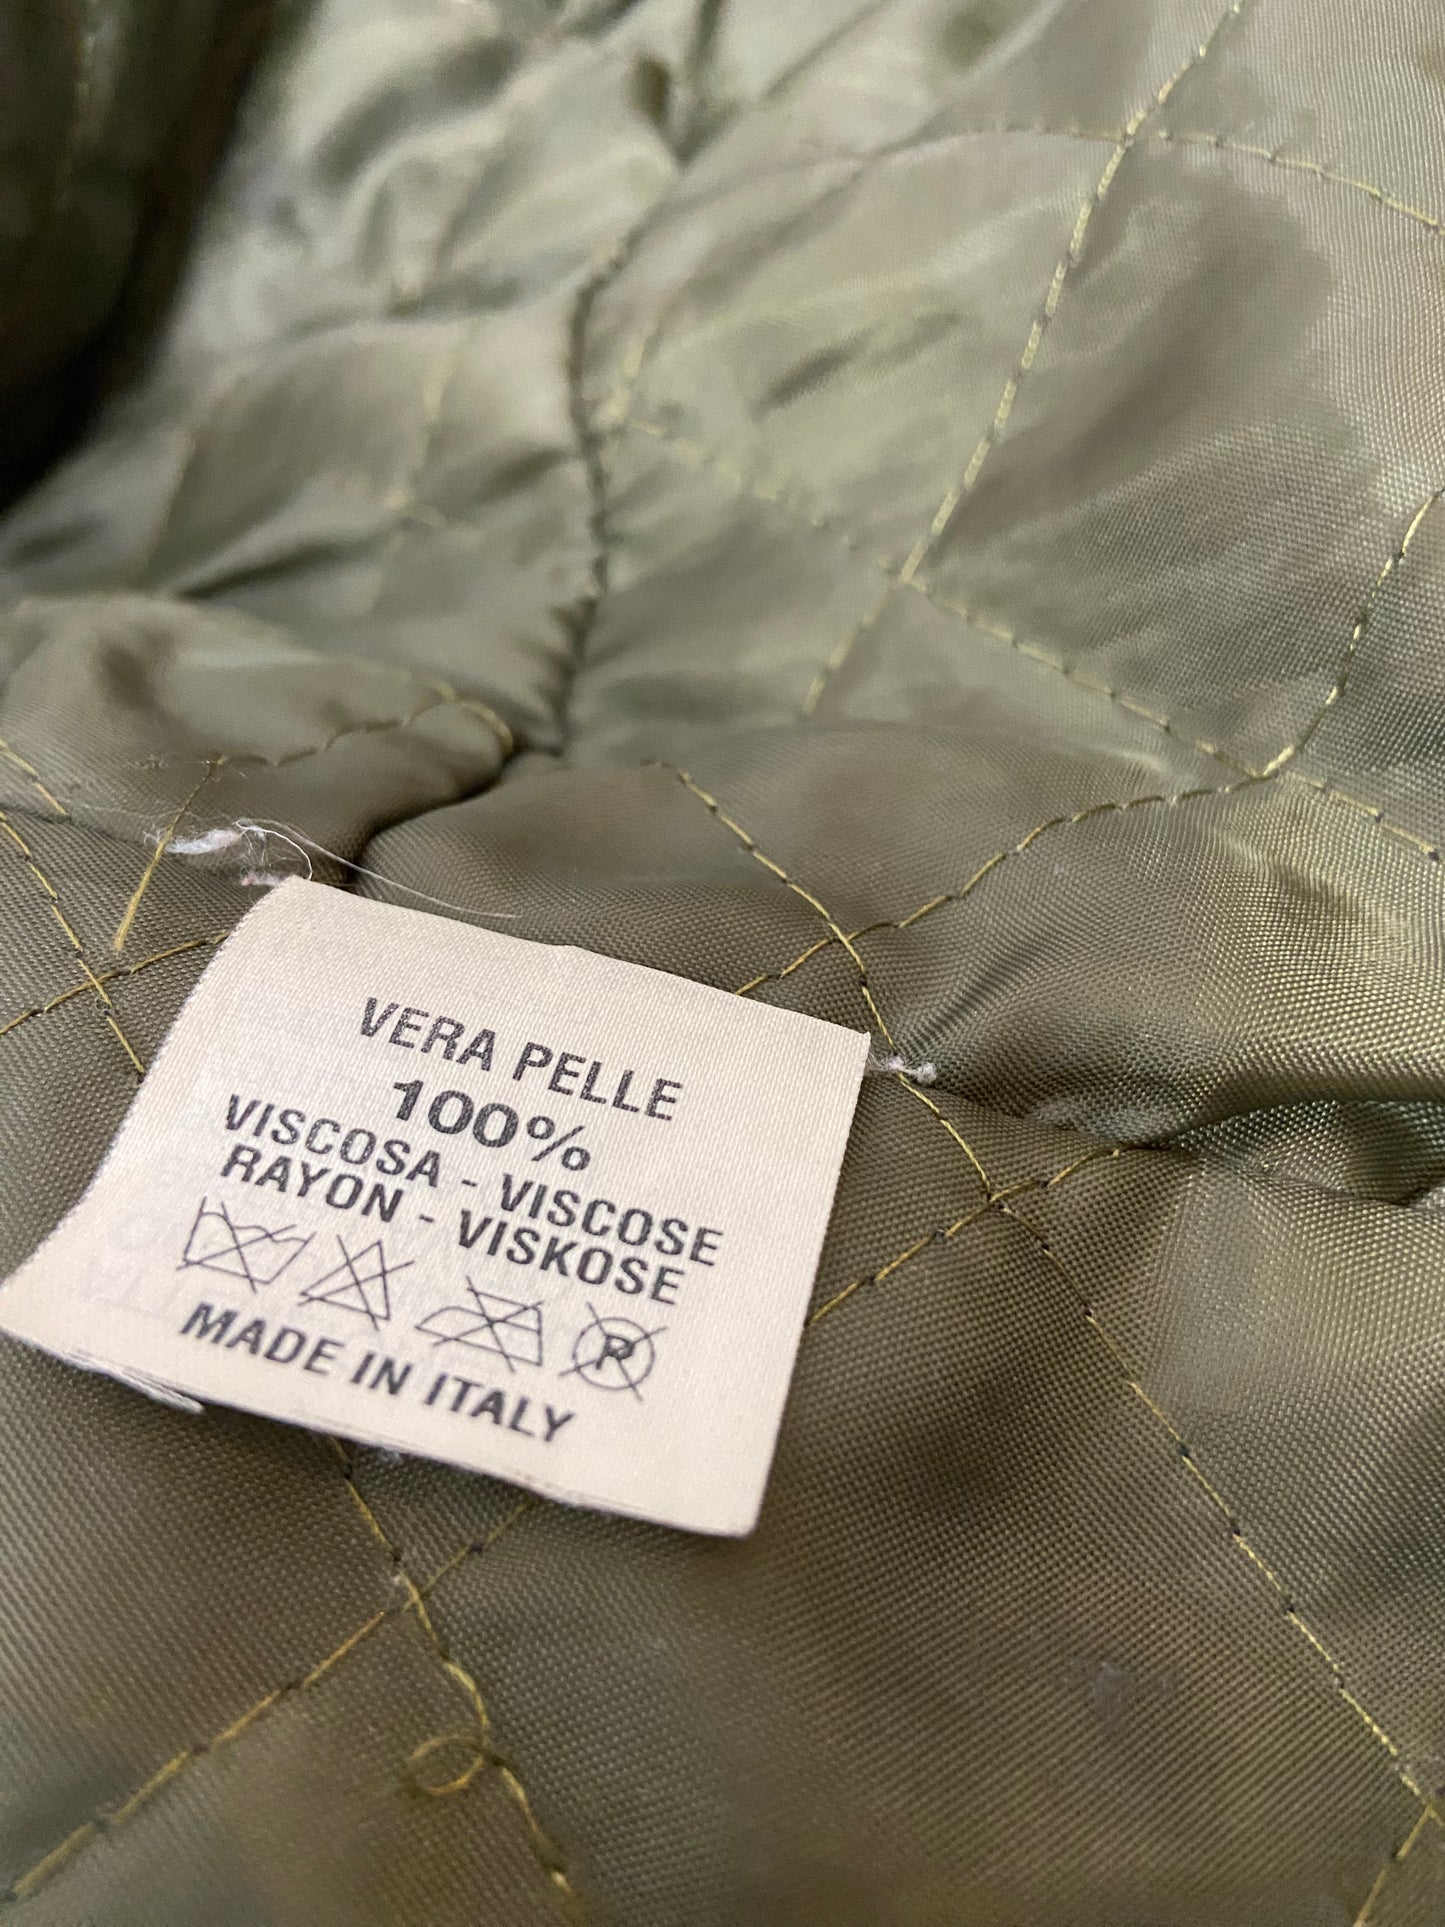 VERA PELLE
100%
VISCOSA - VISCOSE
RAYON - VISKOSE
P
MADE IN ITALY